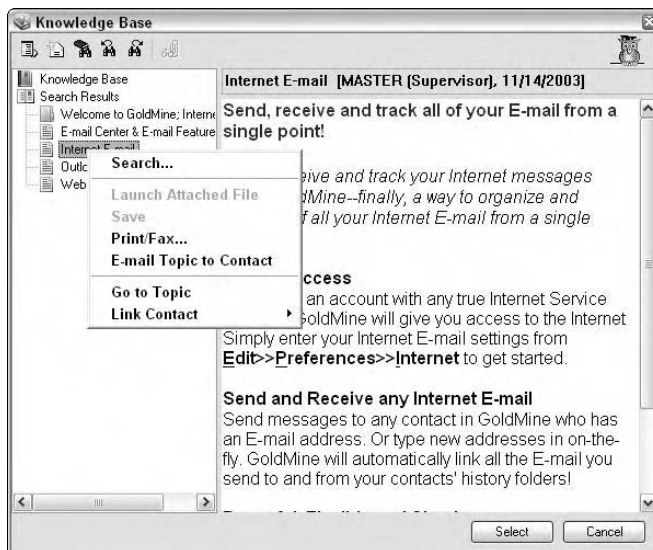 Knowledge Base
Knowledge Base
Search Results
Welcome to GoldMine; Interne
E-mail Center & E-mail Feature
Internet E-mail
Outlc
Web
Search...
Launch Attached File
Save
Print/Fax...
E-mail Topic to Contact
Go to Topic
Link Contact
Internet E-mail [MASTER (Supervisor), 11/14/2003]
Send, receive and track all of your E-mail from a
single point!
eive and track your Internet messages
dMine--finally, a way to organize and
f all your Internet E-mail from a single
ccess
an account with any true Internet Service
GoldMine will give you access to the Internet
Simply enter your Internet E-mail settings from
Edit>>Preferences>>Internet to get started.
Send and Receive any Internet E-mail
Send messages to any contact in GoldMine who has
an E-mail address. Or type new addresses in on-the-
fly. GoldMine will automatically link all the E-mail you
send to and from your contacts' history folders!
Select
Cancel